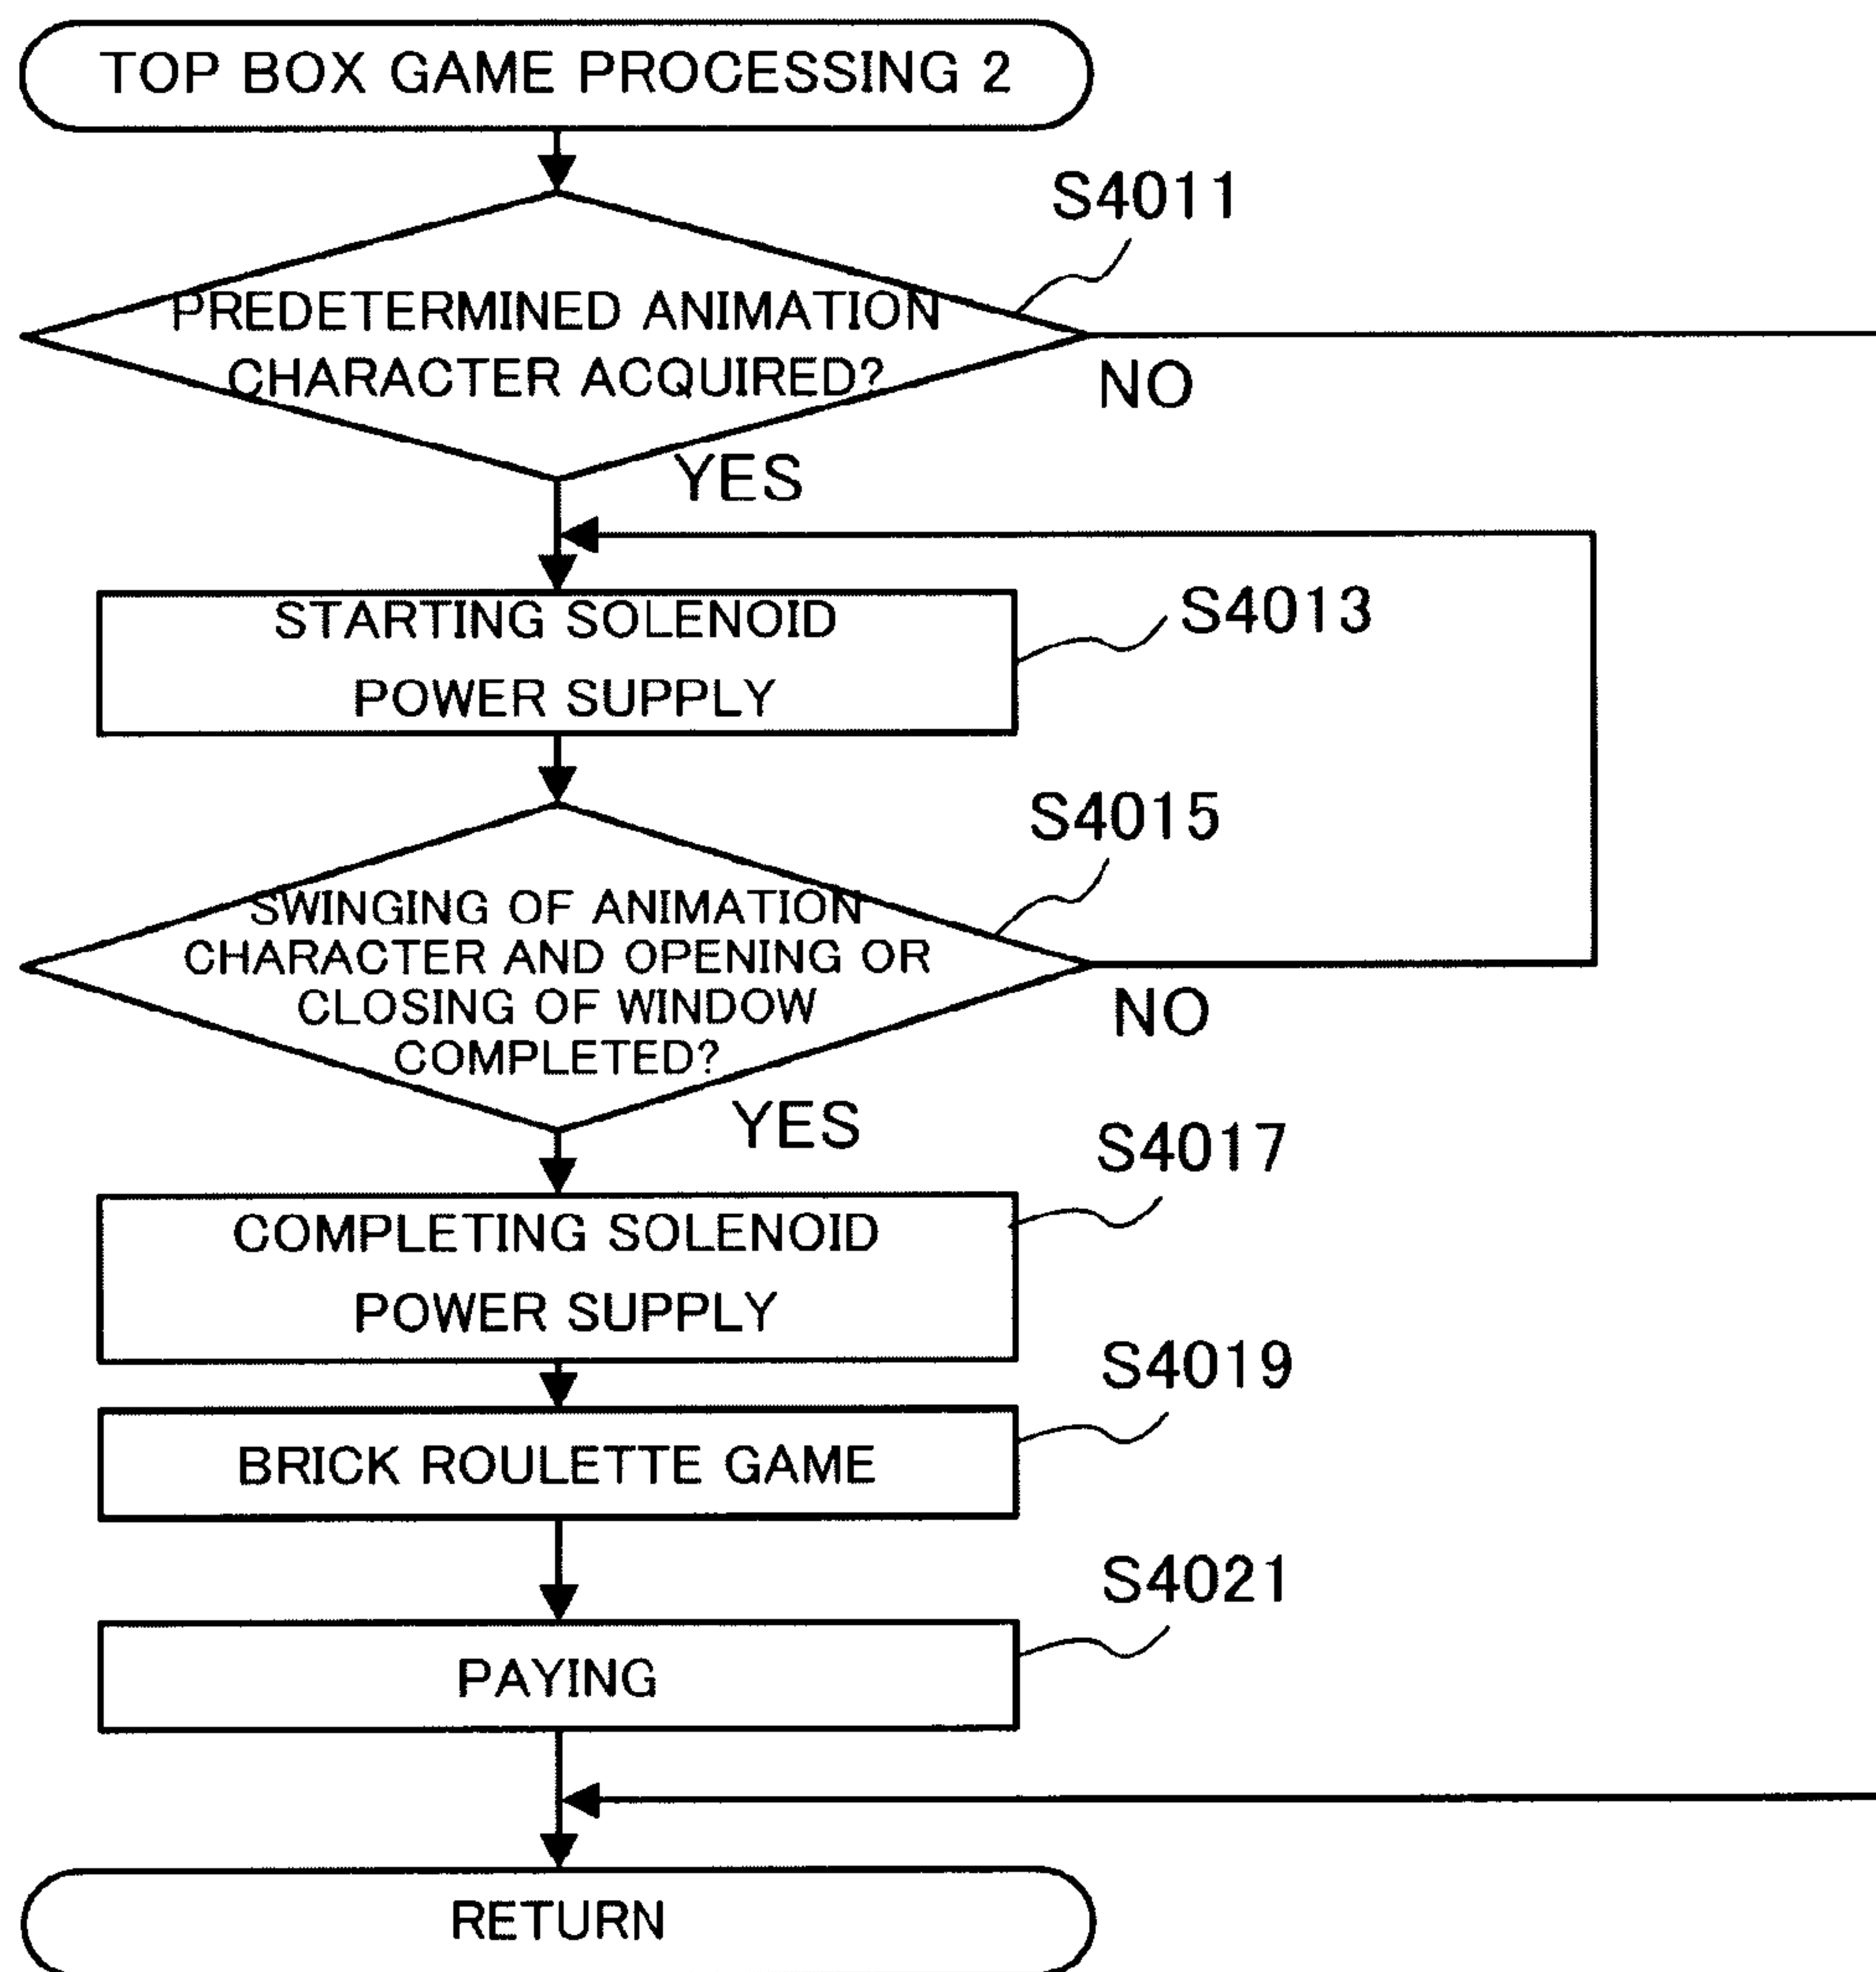 TOP BOX GAME PROCESSING 2
S4011
PREDETERMINED ANIMATION
CHARACTER ACQUIRED?
NO
YES
STARTING SOLENOID
POWER SUPPLY
S4013
S4015
SWINGING OF ANIMATION
CHARACTER AND OPENING OR
CLOSING OF WINDOW
COMPLETED?
NO
YES
S4017
COMPLETING SOLENOID
POWER SUPPLY
S4019
BRICK ROULETTE GAME
S4021
PAYING
RETURN